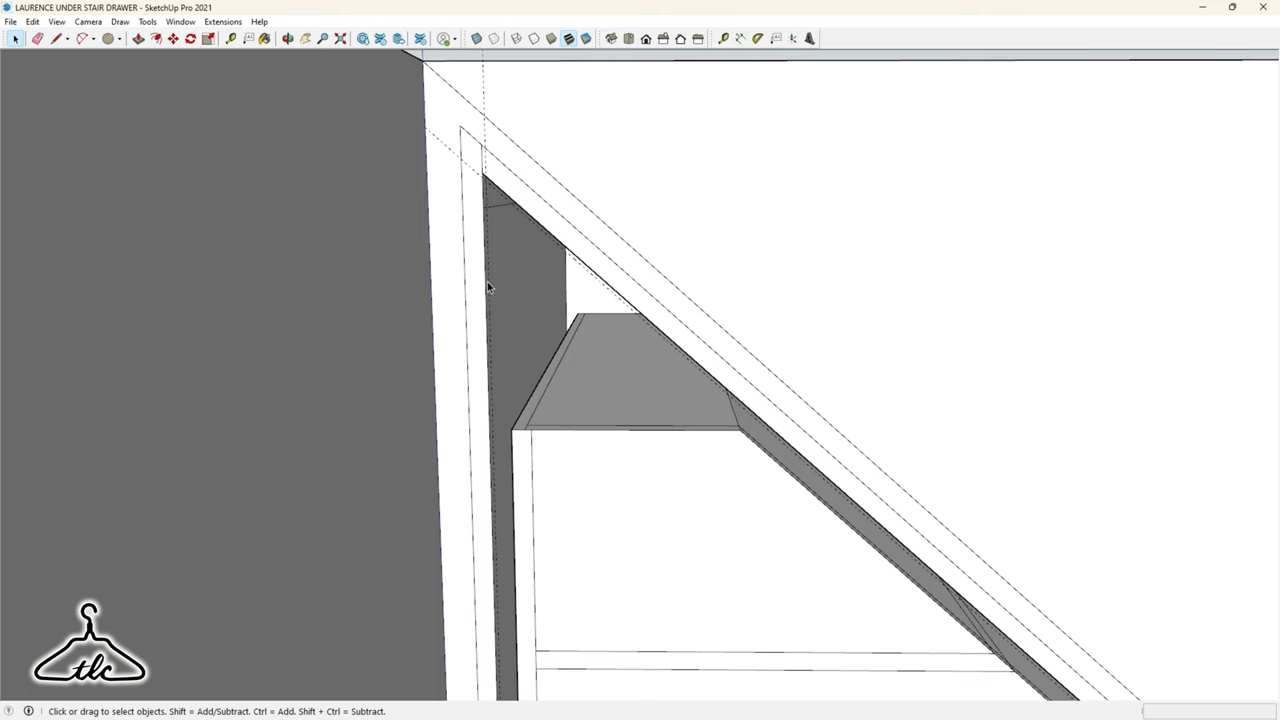 LAURENCE UNDER STAIR DRAWER - SketchUp Pro 2021
File Edit View Camera Draw Tools Window Extensions Help
tlc
Click or drag to select objects. Shift = Add/Subtract. Ctrl = Add. Shift + Ctrl = Subtract.